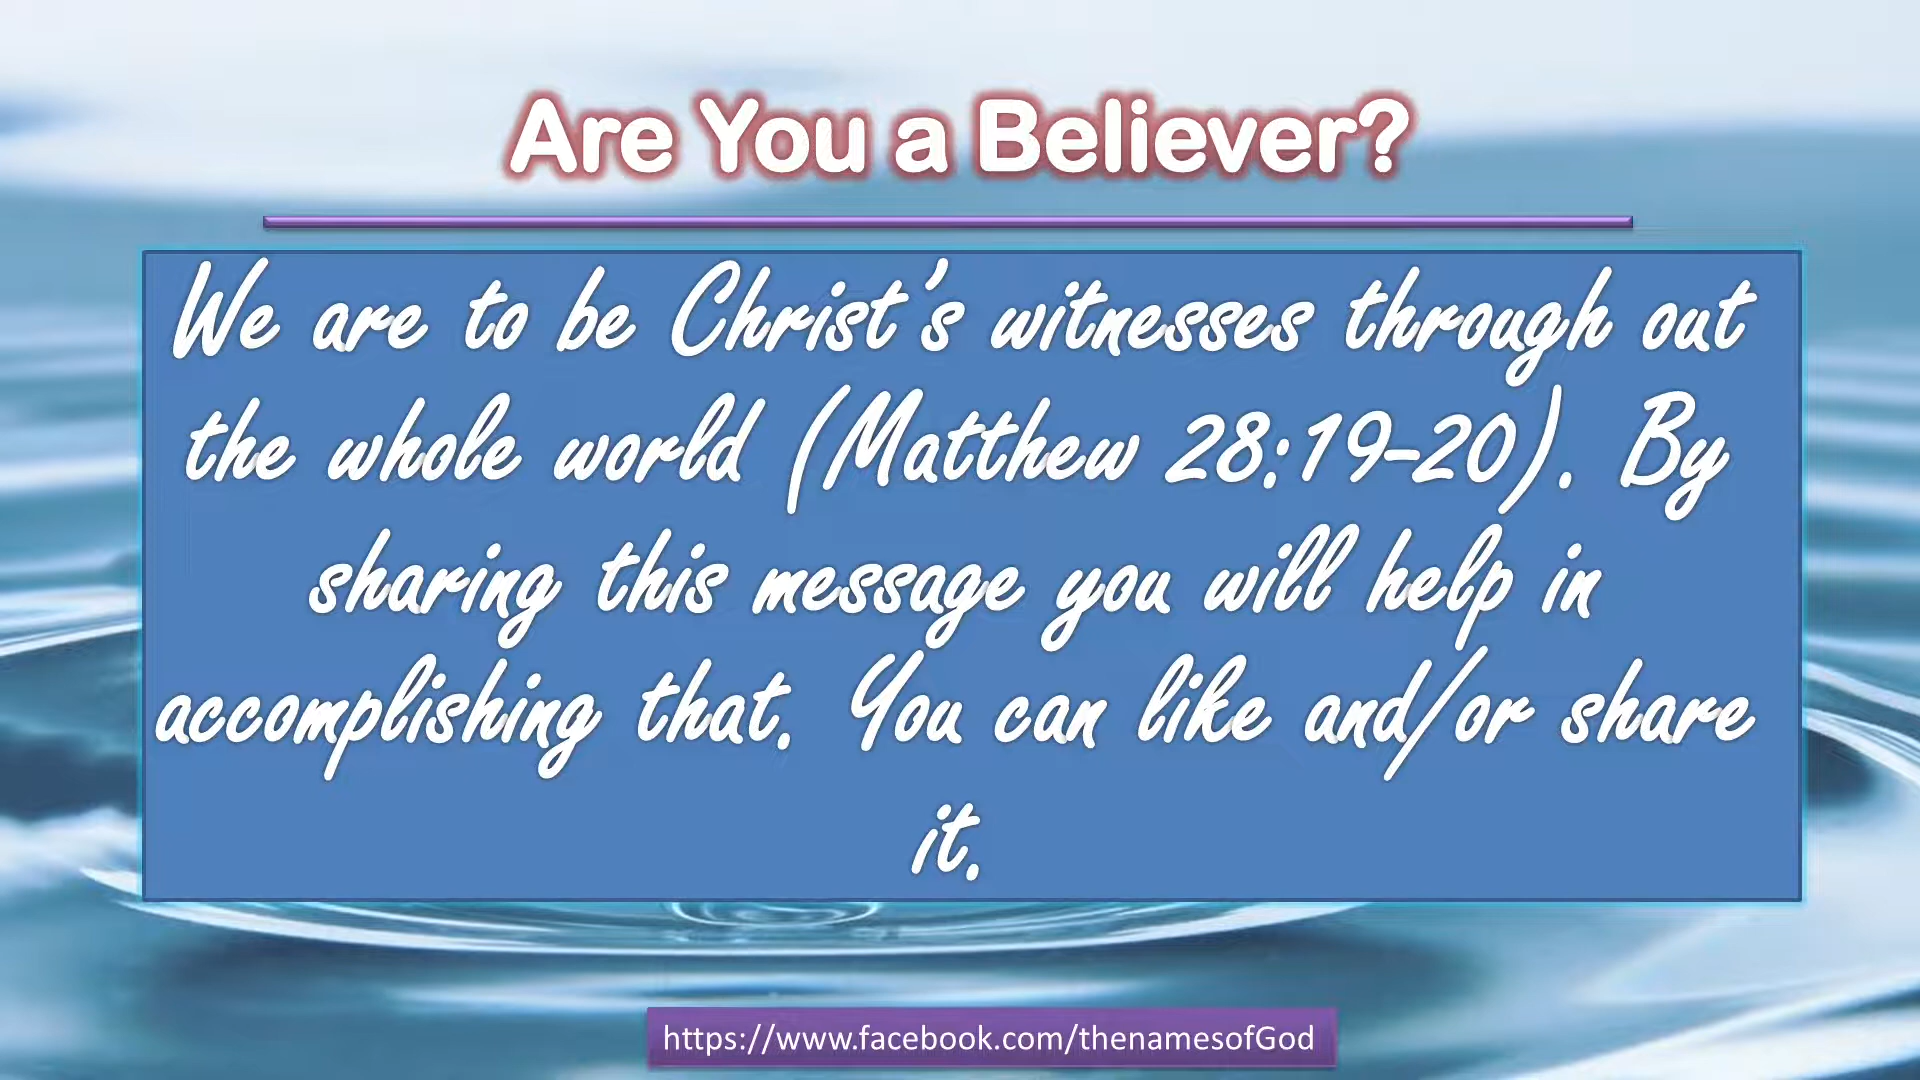 Are You a Believer?
We are to be Christ's witnesses through out
the whole world (Matthew 28:19-20). By
sharing this message you will help in
accomplishing that. You can like and/or share
it.
https://www.facebook.com/thenamesofGod